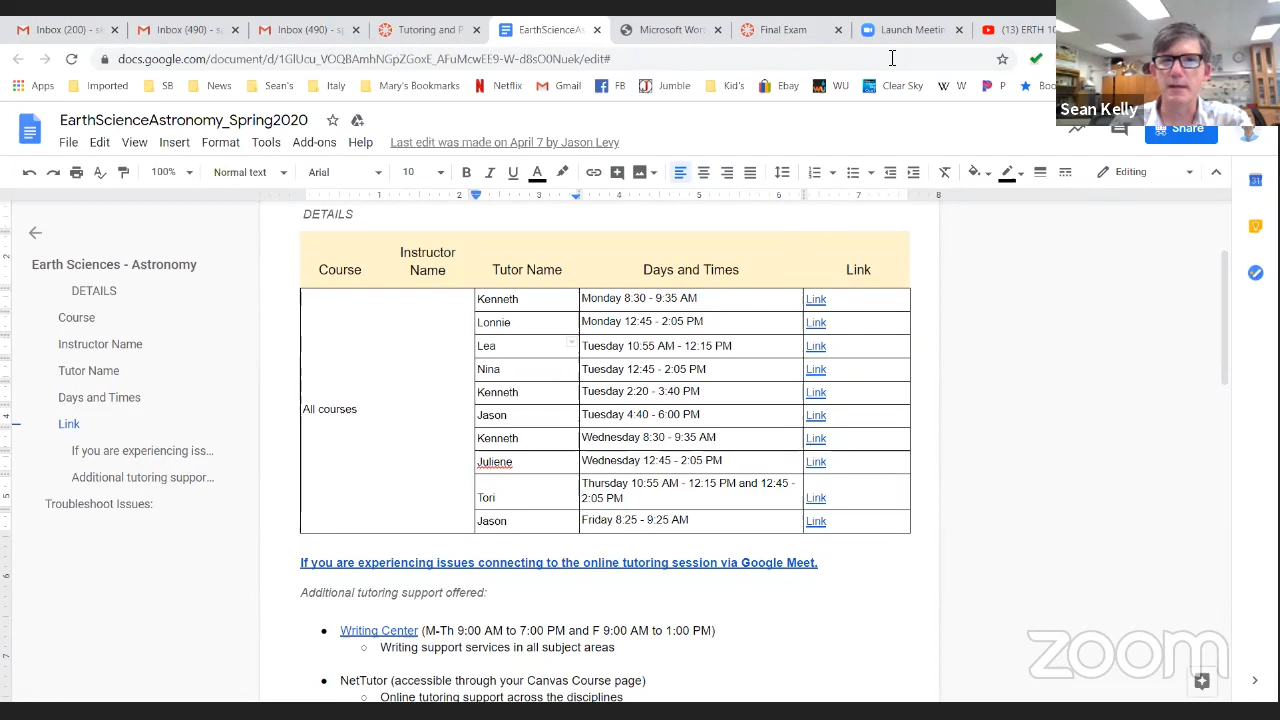 Inbox (200) - s
Inbox (490) - s
Inbox (490) - s
Tutoring and P
EarthScienceAs
Microsoft Wor
Final Exam
Launch Meetin
(13) ERTH 10
Apps
Imported
News
Italy
Mary's Bookmarks
Netflix
Gmail
FB
Jumble
Kid's
Ebay
WU
Clear Sky
W
P
Boo
Sean Kelly
EarthScienceAstronomy_Spring2020
File Edit View Insert Format Tools Add-ons Help Last edit was made on April 7 by Jason Levy
Share
100% Normal text Arial Editing
1 2 3 4 5 6 7 8
DETAILS
Earth Sciences - Astronomy
DETAILS
Course
Instructor Name
Tutor Name
Days and Times
Link
If you are experiencing iss...
Additional tutoring suppor...
Troubleshoot Issues:
Course Instructor Name Tutor Name Days and Times Link
All courses
Kenneth Monday 8:30 - 9:35 AM Link
Lonnie Monday 12:45 - 2:05 PM Link
Lea Tuesday 10:55 AM - 12:15 PM Link
Nina Tuesday 12:45 - 2:05 PM Link
Kenneth Tuesday 2:20 - 3:40 PM Link
Jason Tuesday 4:40 - 6:00 PM Link
Kenneth Wednesday 8:30 - 9:35 AM Link
Juliene Wednesday 12:45 - 2:05 PM Link
Tori Thursday 10:55 AM - 12:15 PM and 12:45 - 2:05 PM Link
Jason Friday 8:25 - 9:25 AM Link
If you are experiencing issues connecting to the online tutoring session via Google Meet.
Additional tutoring support offered:
● Writing Center (M-Th 9:00 AM to 7:00 PM and F 9:00 AM to 1:00 PM)
○ Writing support services in all subject areas
● NetTutor (accessible through your Canvas Course page)
○ Online tutoring support across the disciplines
zoom